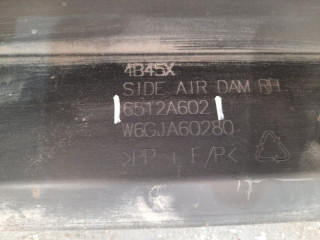 4B45X
SIDE AIR DAM RH
6512A602
W6GJA60280
>PP + E/P<